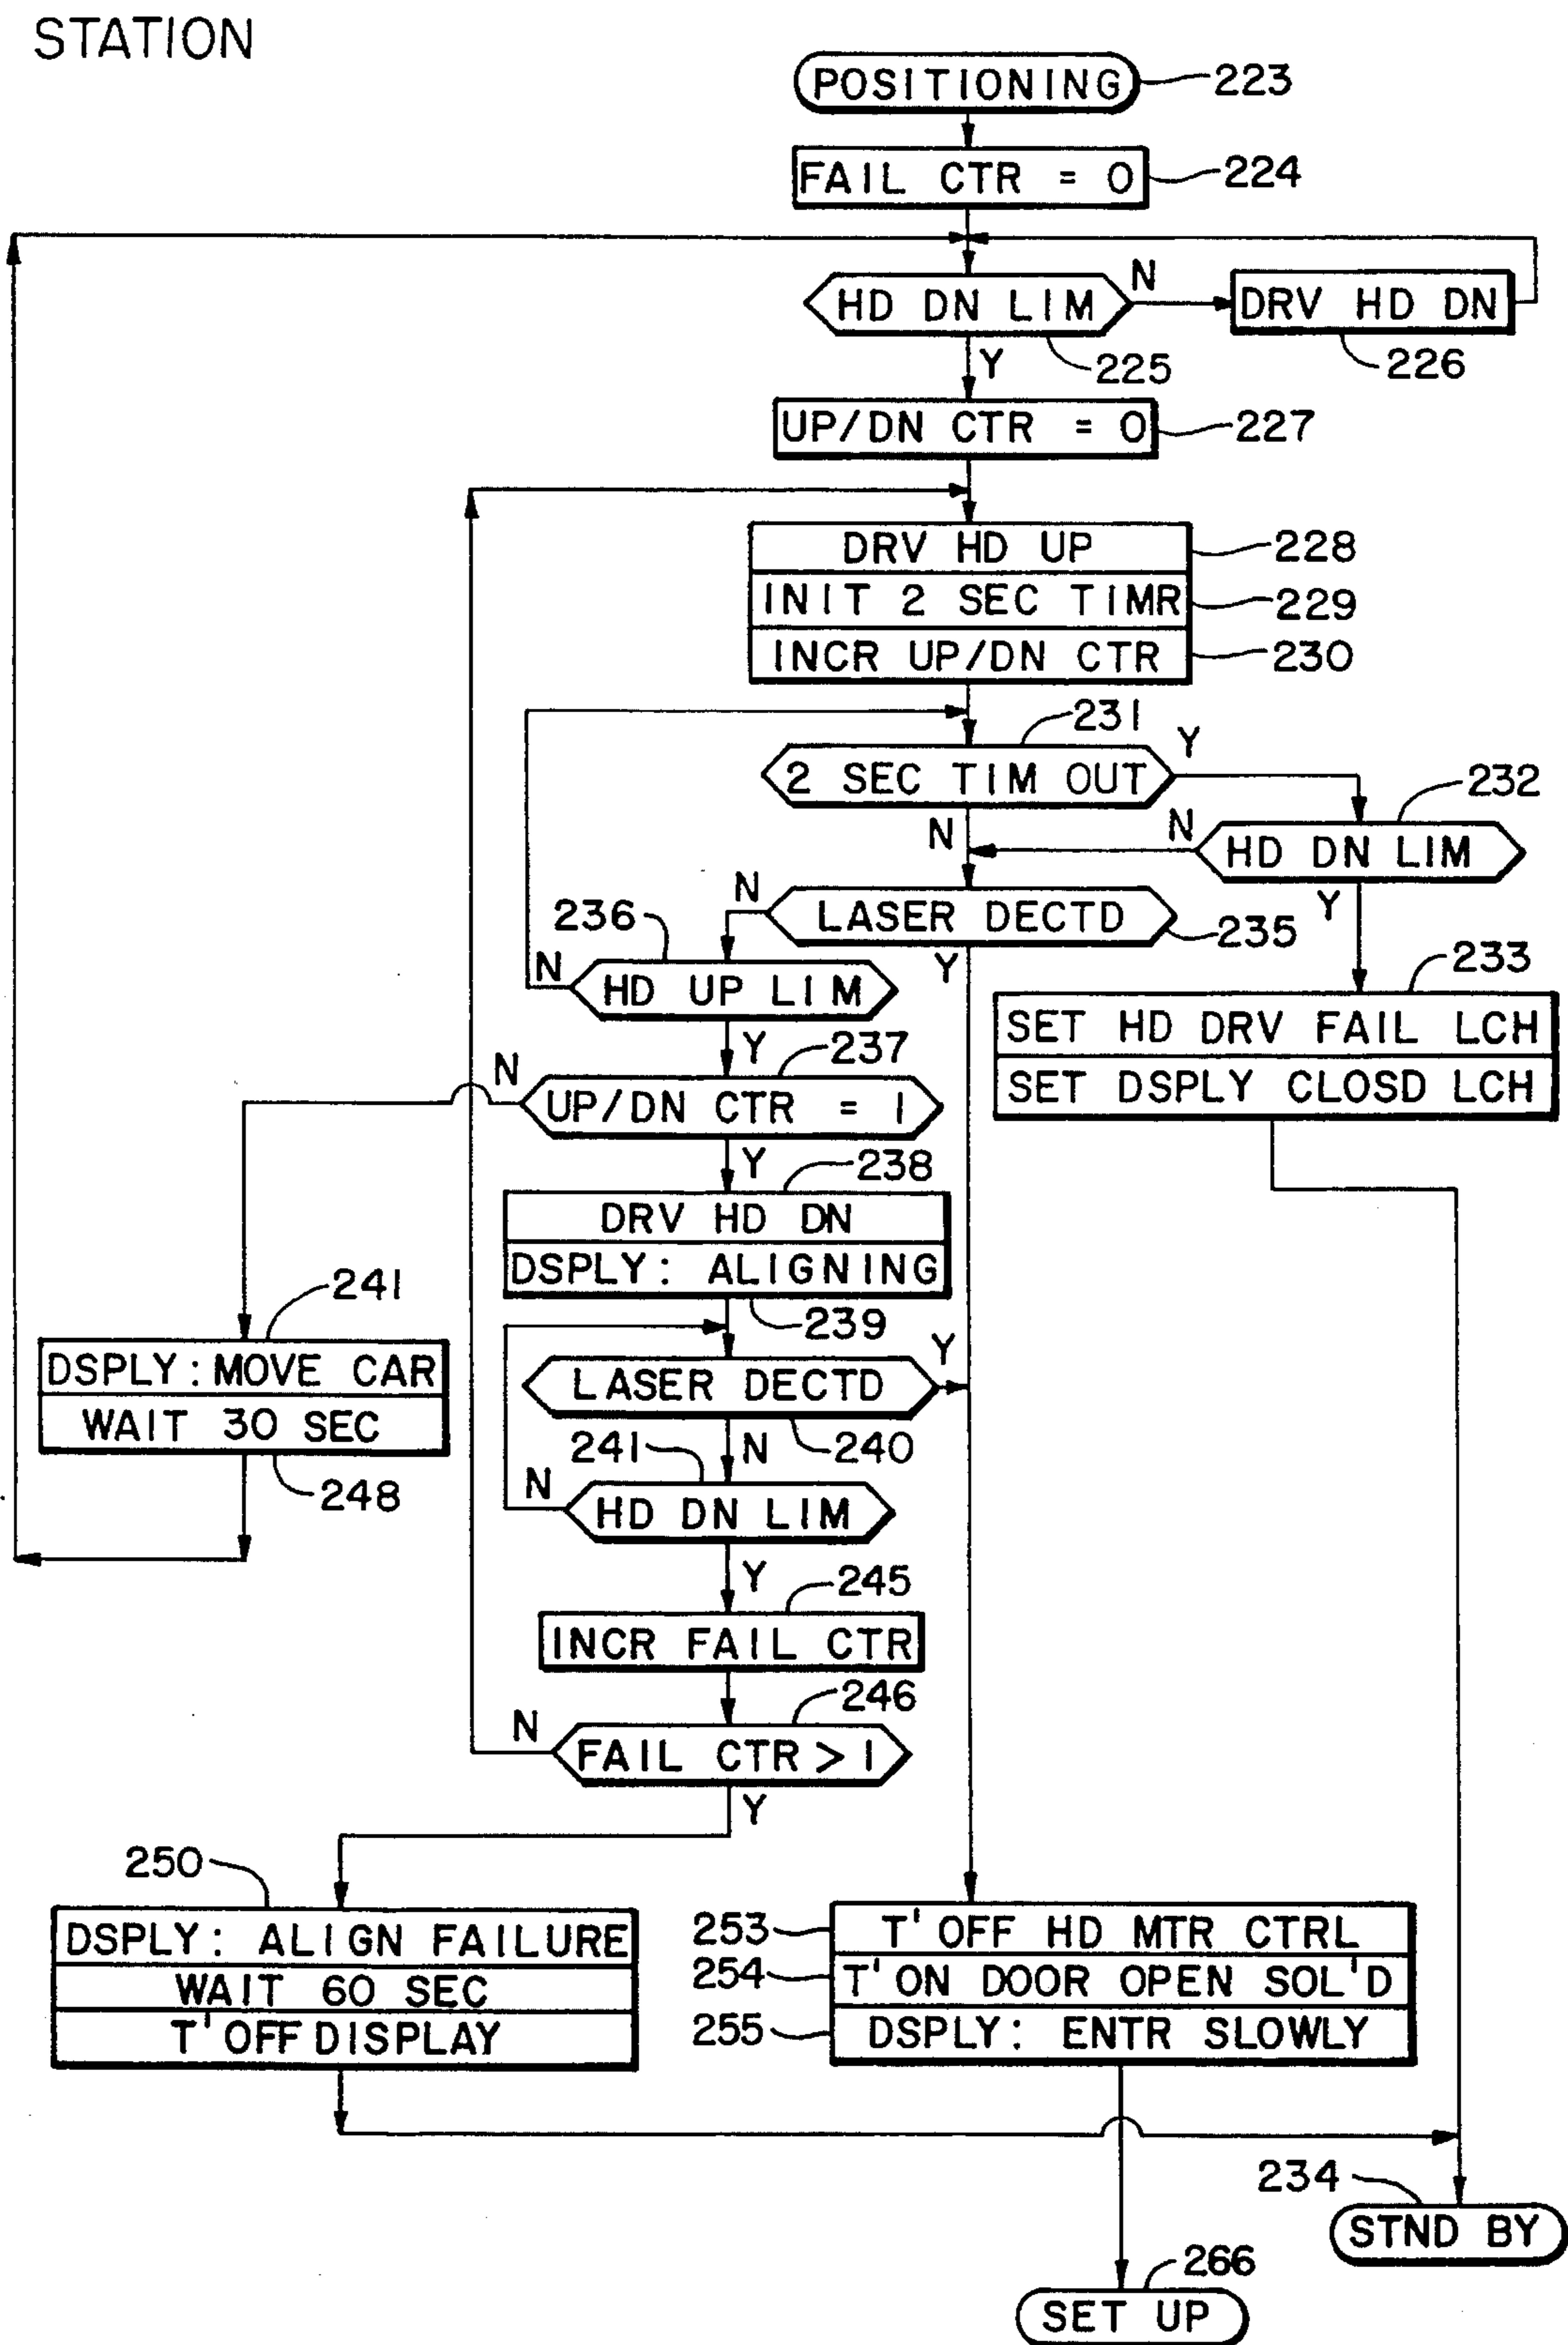 STATION
POSITIONING 223
FAIL CTR = 0 224
HD DN LIM N DRV HD DN
Y 225 226
UP/DN CTR = 0 227
DRV HD UP 228
INIT 2 SEC TIMR 229
INCR UP/DN CTR 230
231
2 SEC TIM OUT Y
232
N N HD DN LIM
N LASER DECTD 235 Y
236
N HD UP LIM Y 233
SET HD DRV FAIL LCH
SET DSPLY CLOSD LCH
Y 237
N UP/DN CTR = 1
Y 238
DRV HD DN
DSPLY: ALIGNING
239
241
DSPLY: MOVE CAR
WAIT 30 SEC
248
LASER DECTD Y
241 N 240
N HD DN LIM
Y 245
INCR FAIL CTR
246
N FAIL CTR > 1
Y
250
DSPLY: ALIGN FAILURE
WAIT 60 SEC
T'OFF DISPLAY
253 T'OFF HD MTR CTRL
254 T'ON DOOR OPEN SOL'D
255 DSPLY: ENTR SLOWLY
234
STND BY
266
SET UP